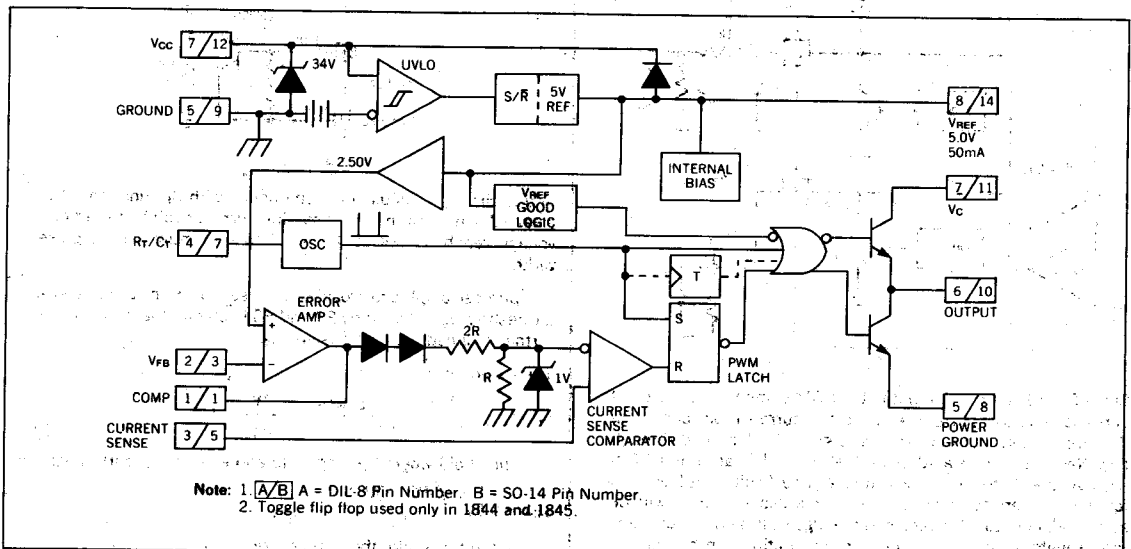 VCC 7/12
34V
UVLO
S/R̅ 5V REF
GROUND 5/9
8/14
VREF
5.0V
50mA
2.50V
INTERNAL
BIAS
VREF
GOOD
LOGIC
7/11
VC
RT/CT 4/7
OSC
T
ERROR
AMP
6/10
OUTPUT
2R
S
+
−
VFB 2/3
R
1V
R
PWM
LATCH
COMP 1/1
CURRENT
SENSE 3/5
CURRENT
SENSE
COMPARATOR
5/8
POWER
GROUND
Note: 1. A/B A = DIL-8 Pin Number. B = SO-14 Pin Number.
2. Toggle flip flop used only in 1844 and 1845.